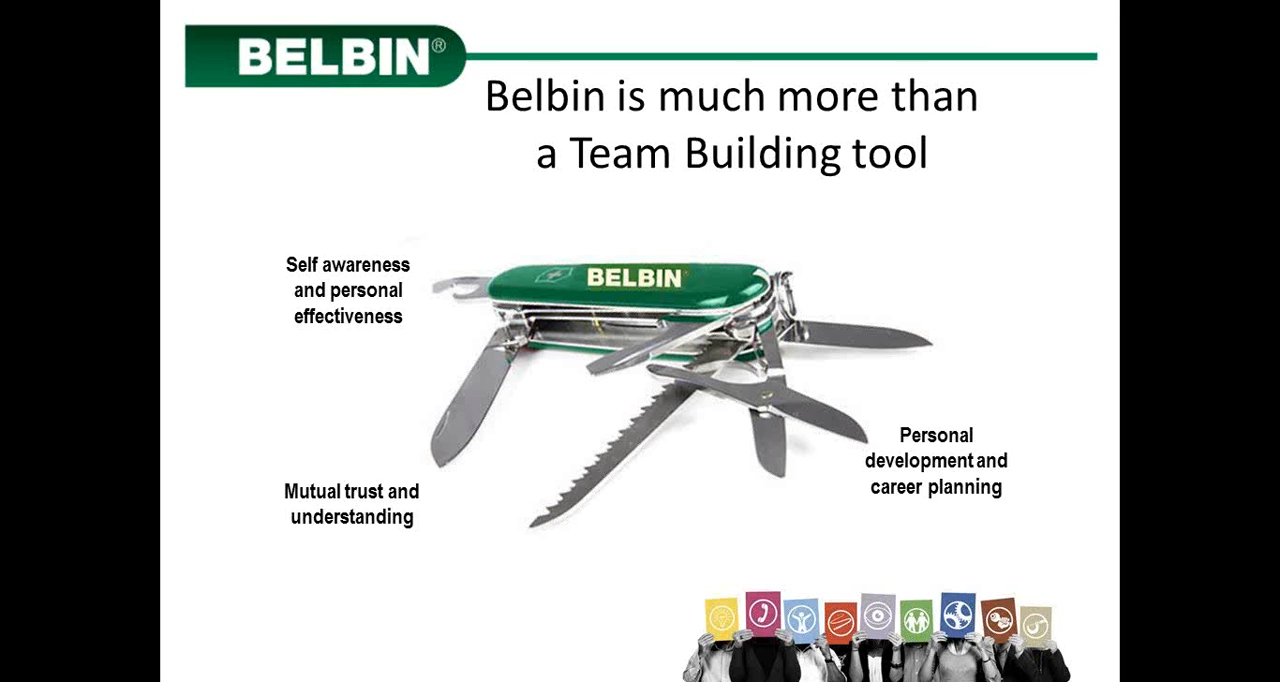 BELBIN®
Belbin is much more than
a Team Building tool
Self awareness
and personal
effectiveness
BELBIN
Personal
development and
career planning
Mutual trust and
understanding